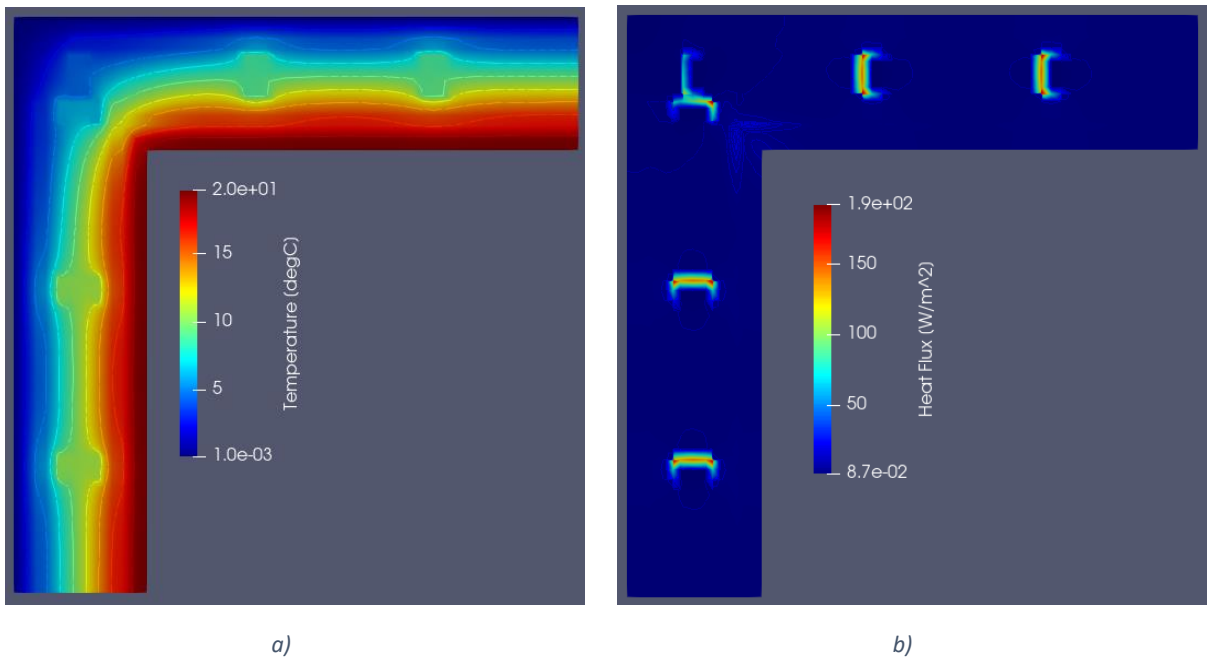 2.0e+01
15
10
5
1.0e-03
Temperature (degC)
1.9e+02
150
100
50
8.7e-02
Heat Flux (W/m^2)
a)
b)